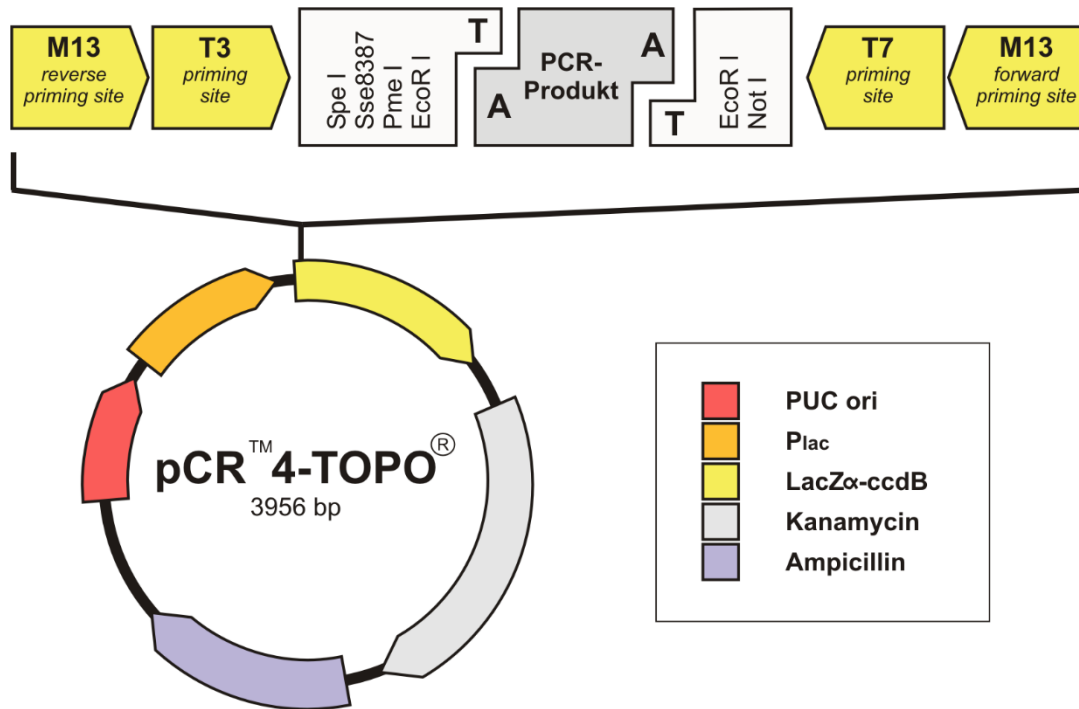 M13
reverse
priming site
T3
priming
site
Spe I
Sse8387
Pme I
EcoR I
T
A
PCR-
Produkt
A
T
EcoR I
Not I
T7
priming
site
M13
forward
priming site
pCR™4-TOPO®
3956 bp
PUC ori
Plac
LacZα-ccdB
Kanamycin
Ampicillin